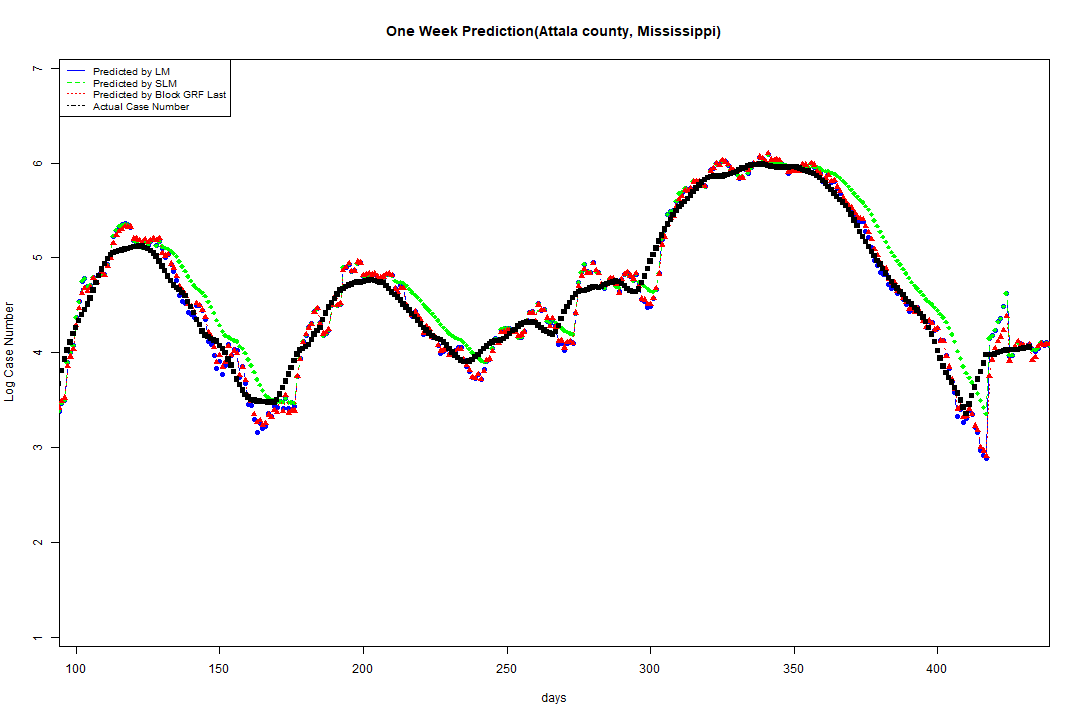 One Week Prediction(Attala county, Mississippi)
Predicted by LM
Predicted by SLM
Predicted by Block GRF Last
Actual Case Number
7
6
5
4
3
2
1
Log Case Number
100 150 200 250 300 350 400
days